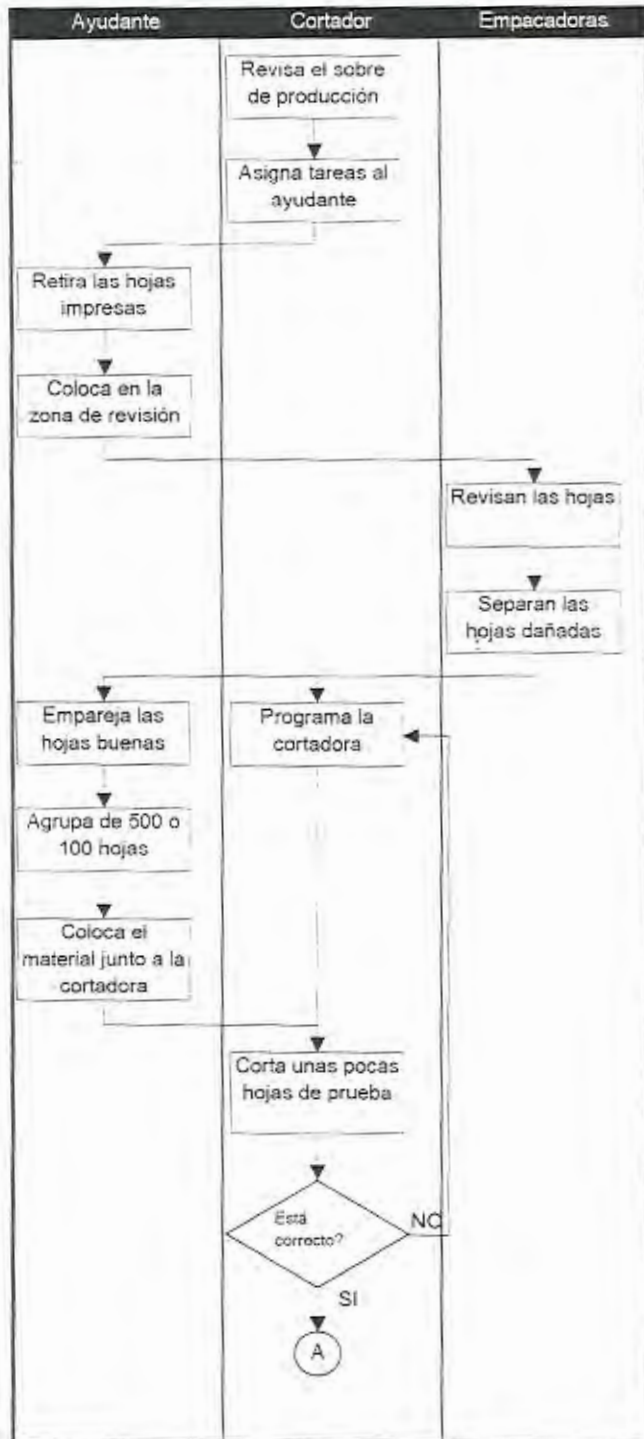 Ayudante
Cortador
Empacadoras
Revisa el sobre
de producción
Asigna tareas al
ayudante
Retira las hojas
impresas
Coloca en la
zona de revisión
Revisan las hojas
Separan las
hojas dañadas
Empareja las
hojas buenas
Programa la
cortadora
Agrupa de 500 o
100 hojas
Coloca el
material junto a la
cortadora
Corta unas pocas
hojas de prueba
Está
correcto?
NO
SI
A